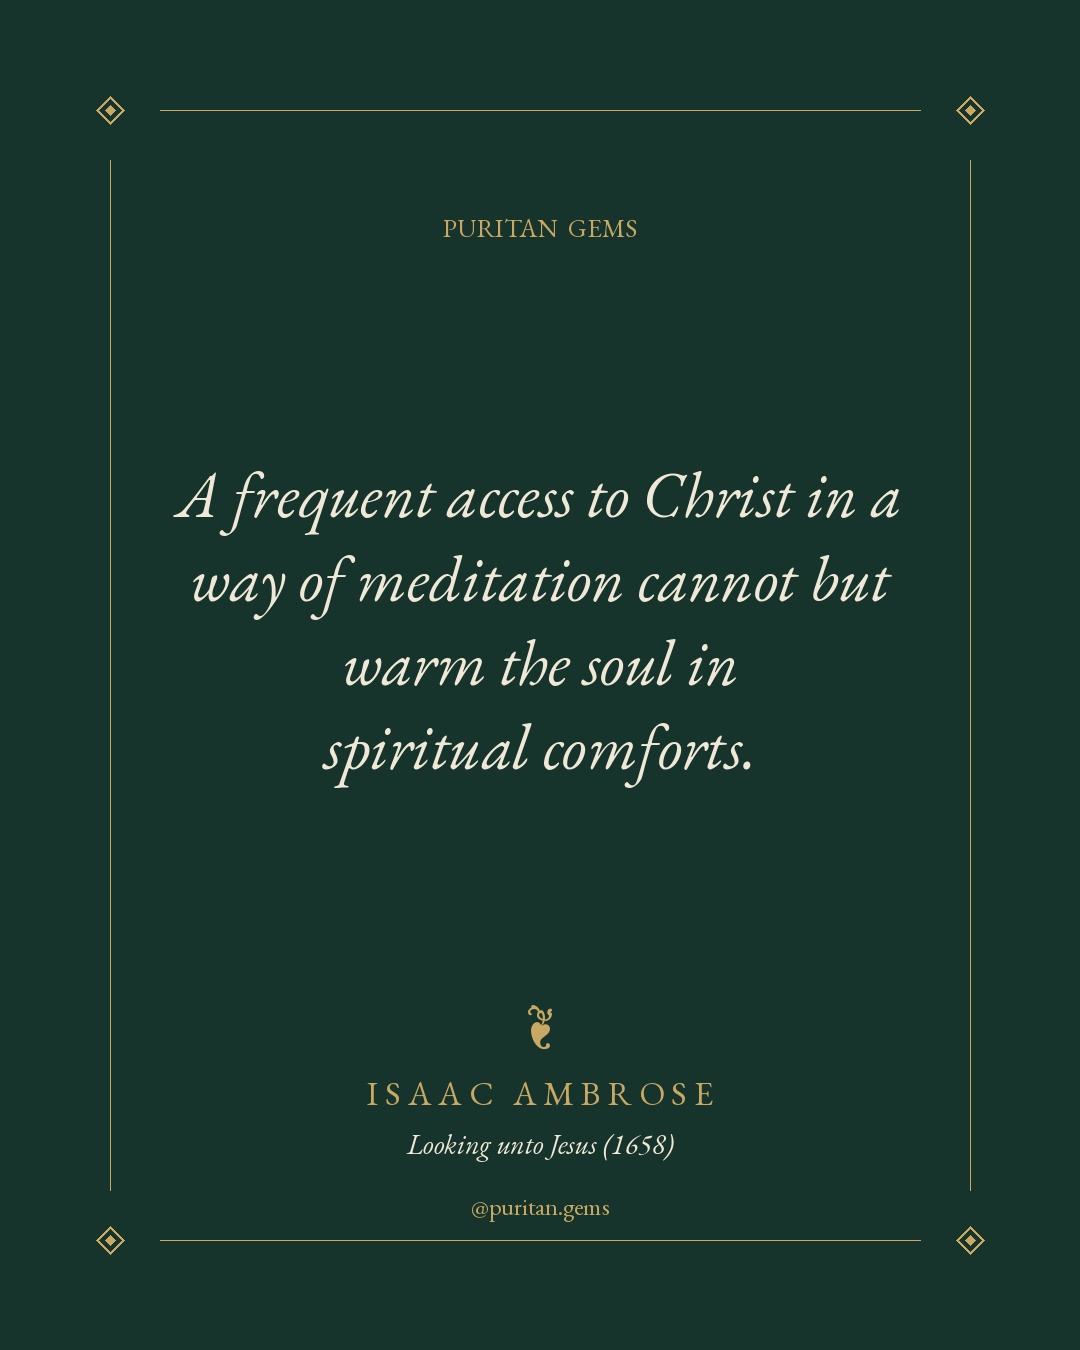 PURITAN GEMS
A frequent access to Christ in a
way of meditation cannot but
warm the soul in
spiritual comforts.
ISAAC AMBROSE
Looking unto Jesus (1658)
@puritan.gems